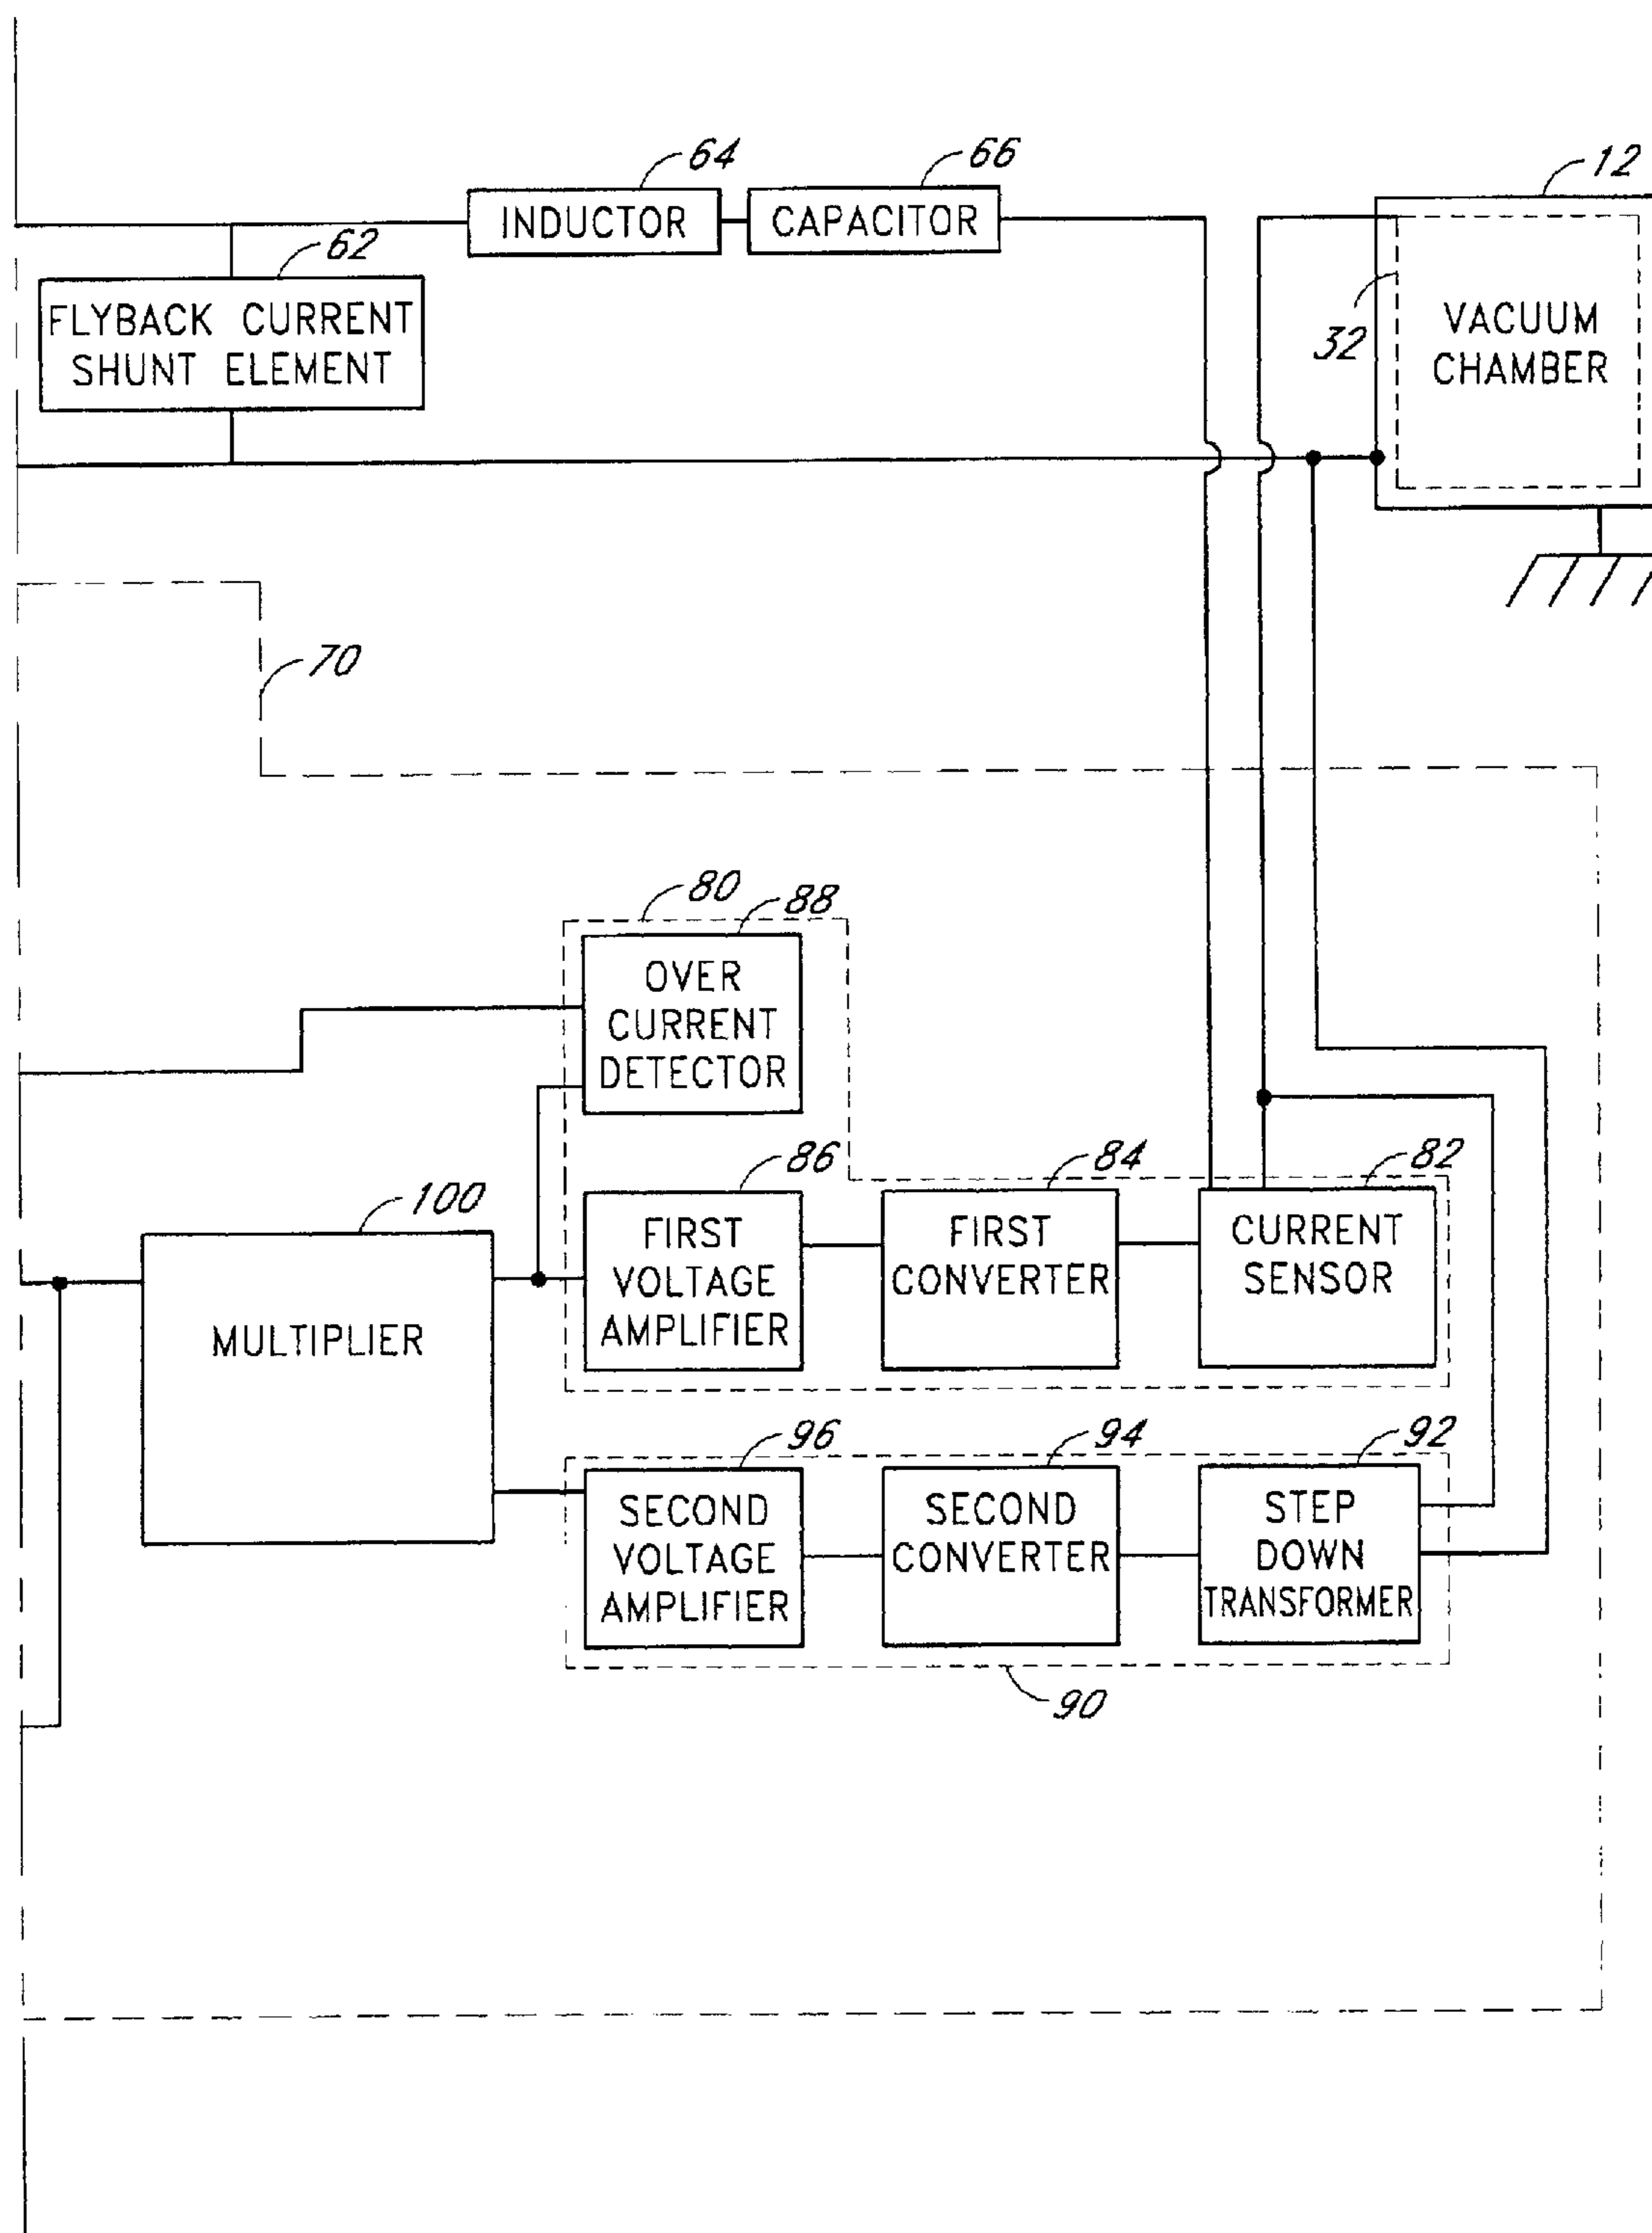 64
66
12
INDUCTOR
CAPACITOR
62
FLYBACK CURRENT
SHUNT ELEMENT
32
VACUUM
CHAMBER
70
80
88
OVER
CURRENT
DETECTOR
86
84
82
100
FIRST
VOLTAGE
AMPLIFIER
FIRST
CONVERTER
CURRENT
SENSOR
MULTIPLIER
96
94
92
SECOND
VOLTAGE
AMPLIFIER
SECOND
CONVERTER
STEP
DOWN
TRANSFORMER
90